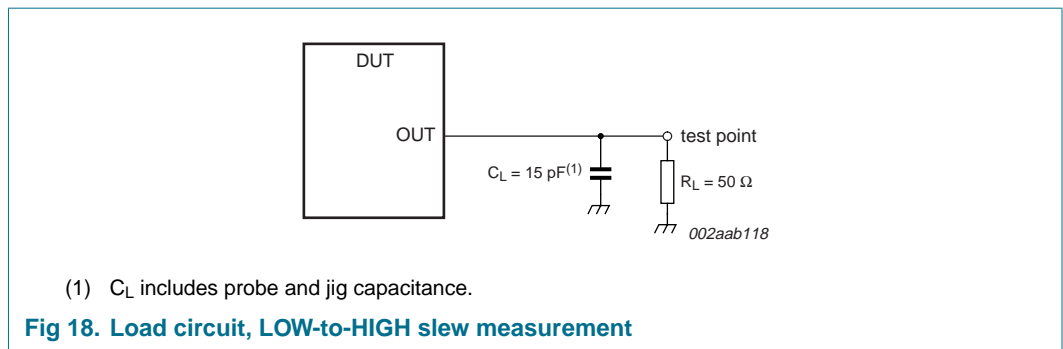 DUT
OUT
test point
C_L = 15 pF(1)
R_L = 50 Ω
002aab118
(1) C_L includes probe and jig capacitance.
Fig 18. Load circuit, LOW-to-HIGH slew measurement